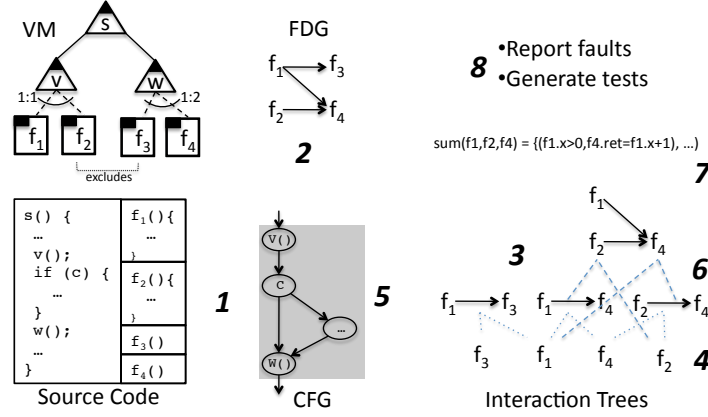 VM
S
V
W
1:1
1:2
f1
f2
f3
f4
excludes
FDG
f1
f3
f2
f4
2
8
•Report faults
•Generate tests
sum(f1,f2,f4) = {(f1.x>0,f4.ret=f1.x+1), …)
7
s() {
…
v();
if (c) {
…
}
w();
…
}
f1(){
…
}
f2(){
…
}
f3()
f4()
Source Code
1
V()
C
…
W()
CFG
5
f1
f2
f4
3
6
f1
f3
f1
f4
f2
f4
f3
f1
f4
f2
4
Interaction Trees